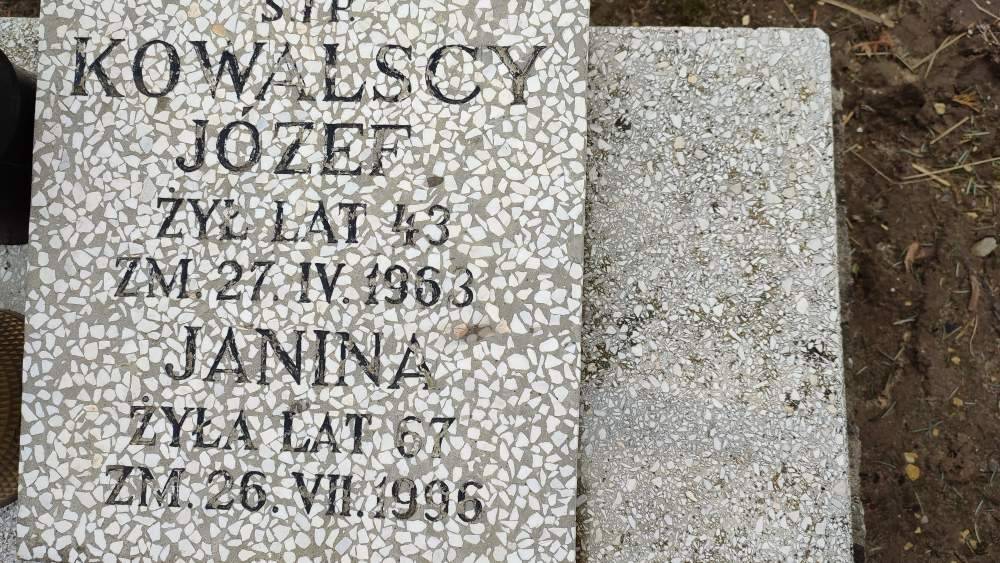 Ś.†P.
KOWALSCY
JÓZEF
ŻYŁ LAT 43
ZM. 27. IV. 1963
JANINA
ŻYŁA LAT 67
ZM. 26. VII. 1996